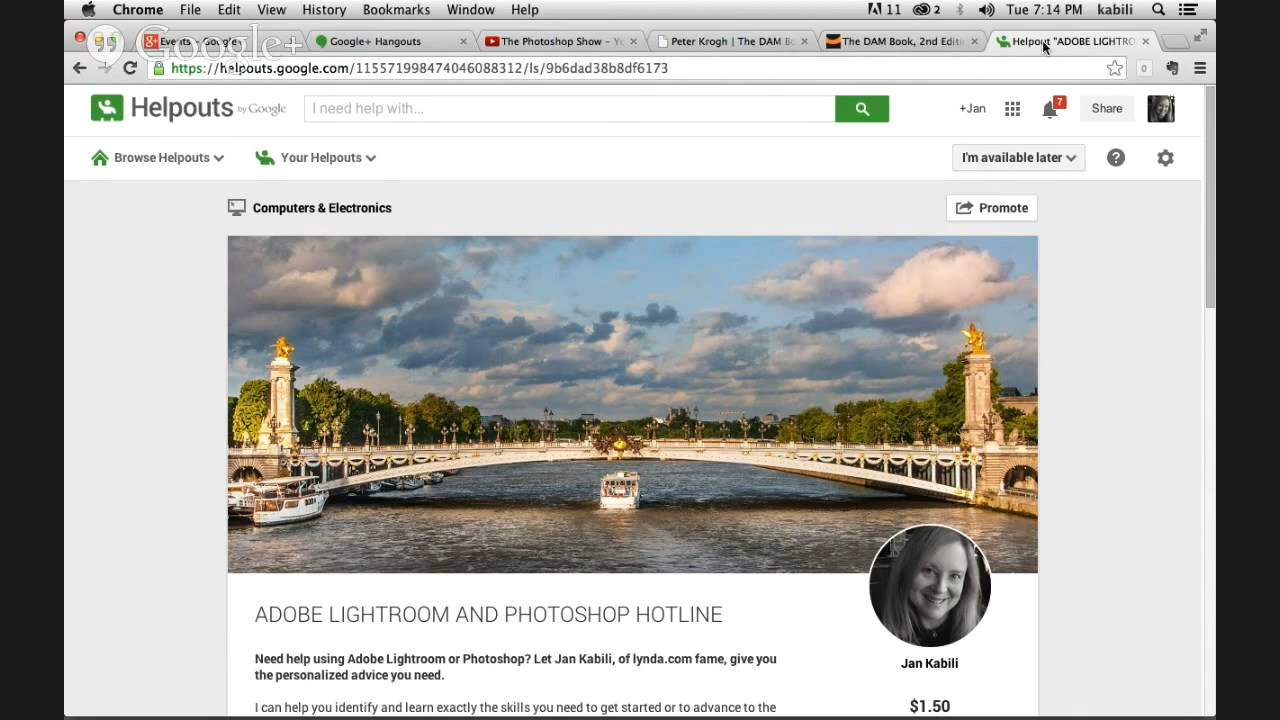 Chrome File Edit View History Bookmarks Window Help
11 2 Tue 7:14 PM kabili
Google+
Events - Google
Google+ Hangouts
The Photoshop Show - Yo
Peter Krogh | The DAM Bo
The DAM Book, 2nd Editi
Helpout "ADOBE LIGHTRO
https://helpouts.google.com/115571998474046088312/ls/9b6dad38b8df6173
0
Helpouts by Google
I need help with...
+Jan
7
Share
Browse Helpouts
Your Helpouts
I'm available later
?
Computers & Electronics
Promote
ADOBE LIGHTROOM AND PHOTOSHOP HOTLINE
Need help using Adobe Lightroom or Photoshop? Let Jan Kabili, of lynda.com fame, give you
the personalized advice you need.
Jan Kabili
I can help you identify and learn exactly the skills you need to get started or to advance to the
$1.50